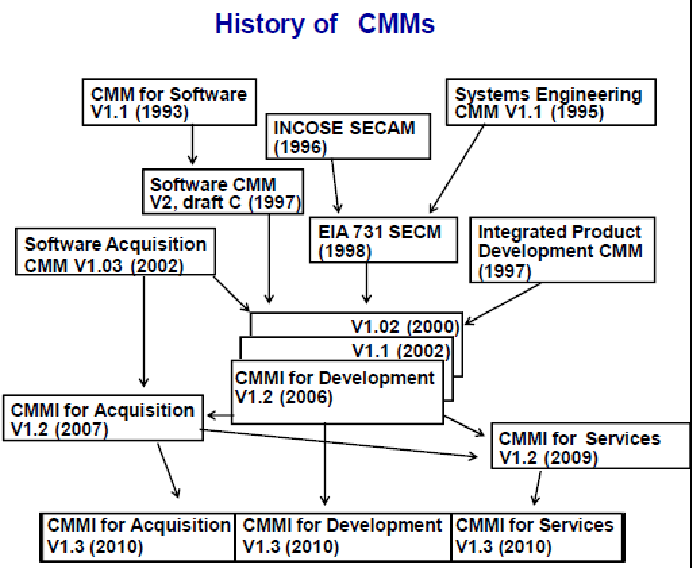 History of CMMs
CMM for Software
V1.1 (1993)
Systems Engineering
CMM V1.1 (1995)
INCOSE SECAM
(1996)
Software CMM
V2, draft C (1997)
EIA 731 SECM
(1998)
Integrated Product
Development CMM
(1997)
Software Acquisition
CMM V1.03 (2002)
V1.02 (2000)
V1.1 (2002)
CMMI for Development
V1.2 (2006)
CMMI for Acquisition
V1.2 (2007)
CMMI for Services
V1.2 (2009)
CMMI for Acquisition
V1.3 (2010)
CMMI for Development
V1.3 (2010)
CMMI for Services
V1.3 (2010)